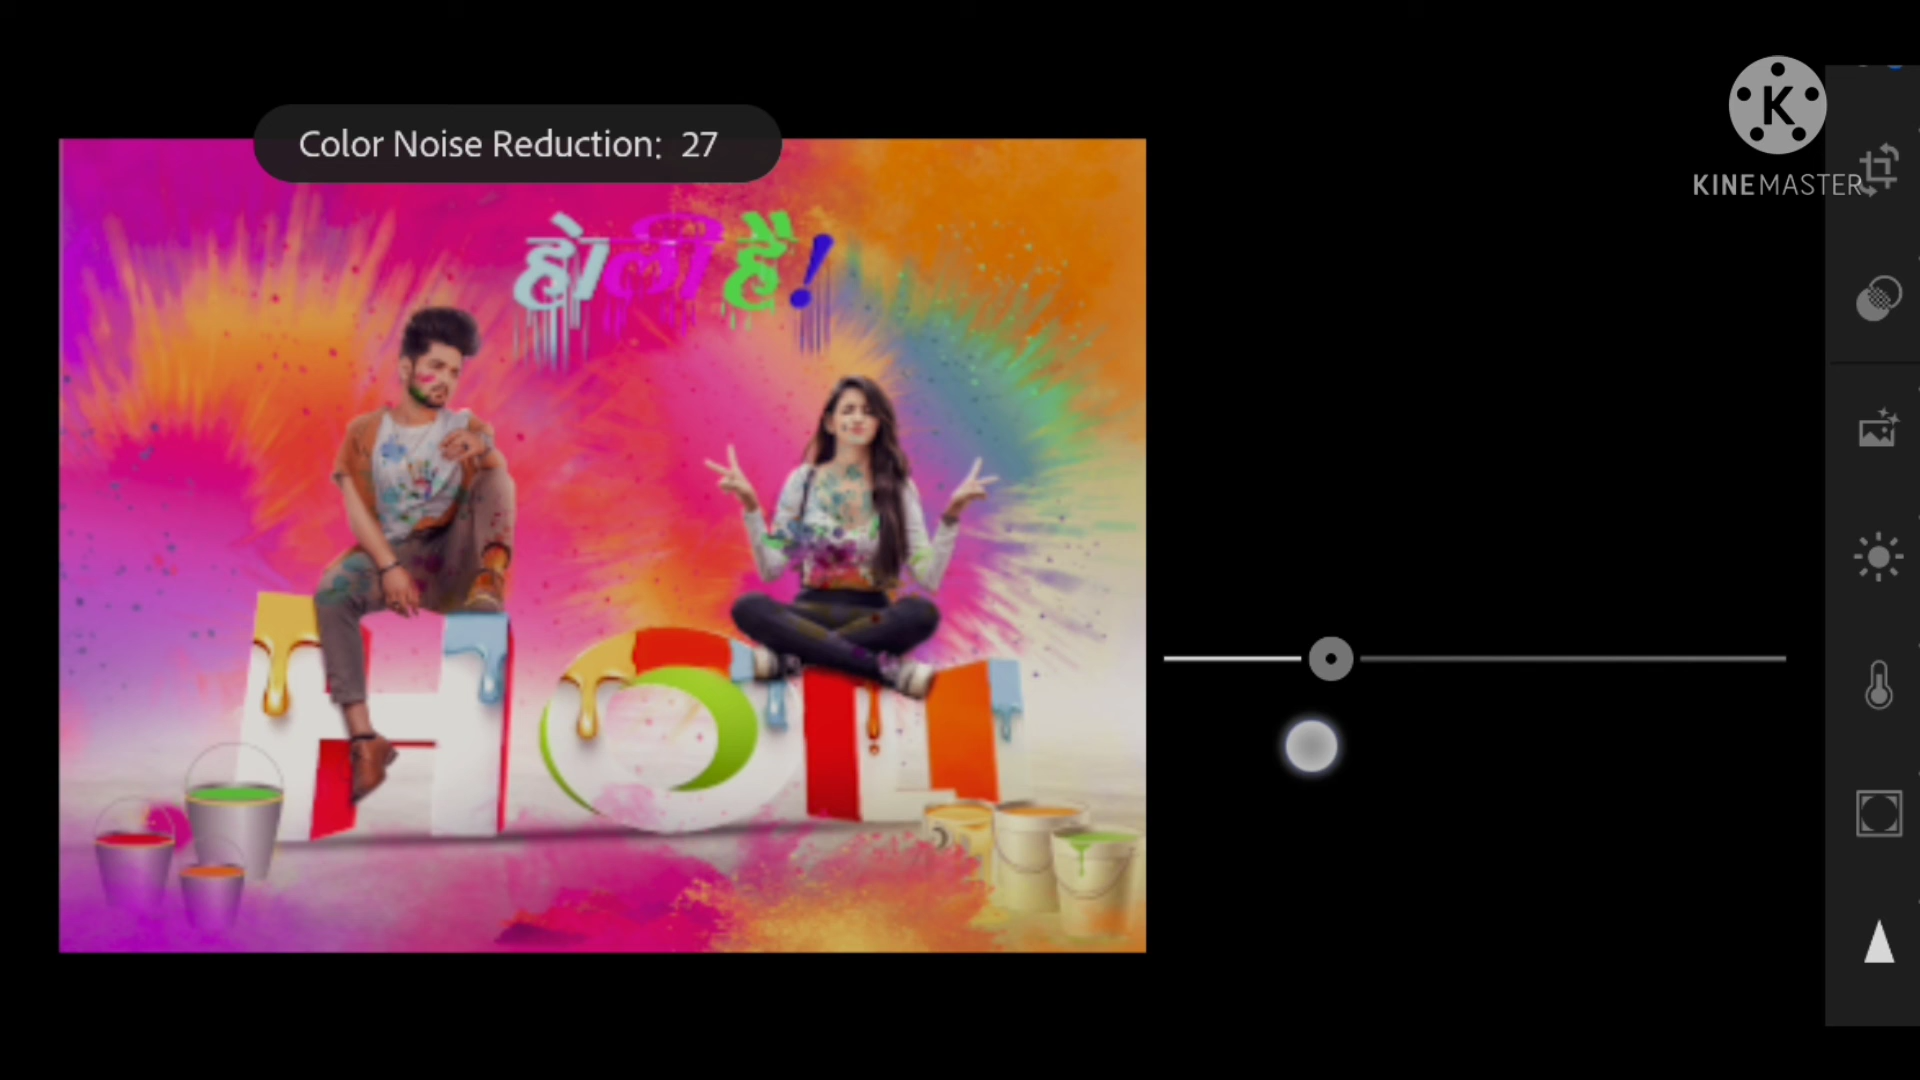 Color Noise Reduction: 27
K
KINEMASTER
होली है!
HOLI